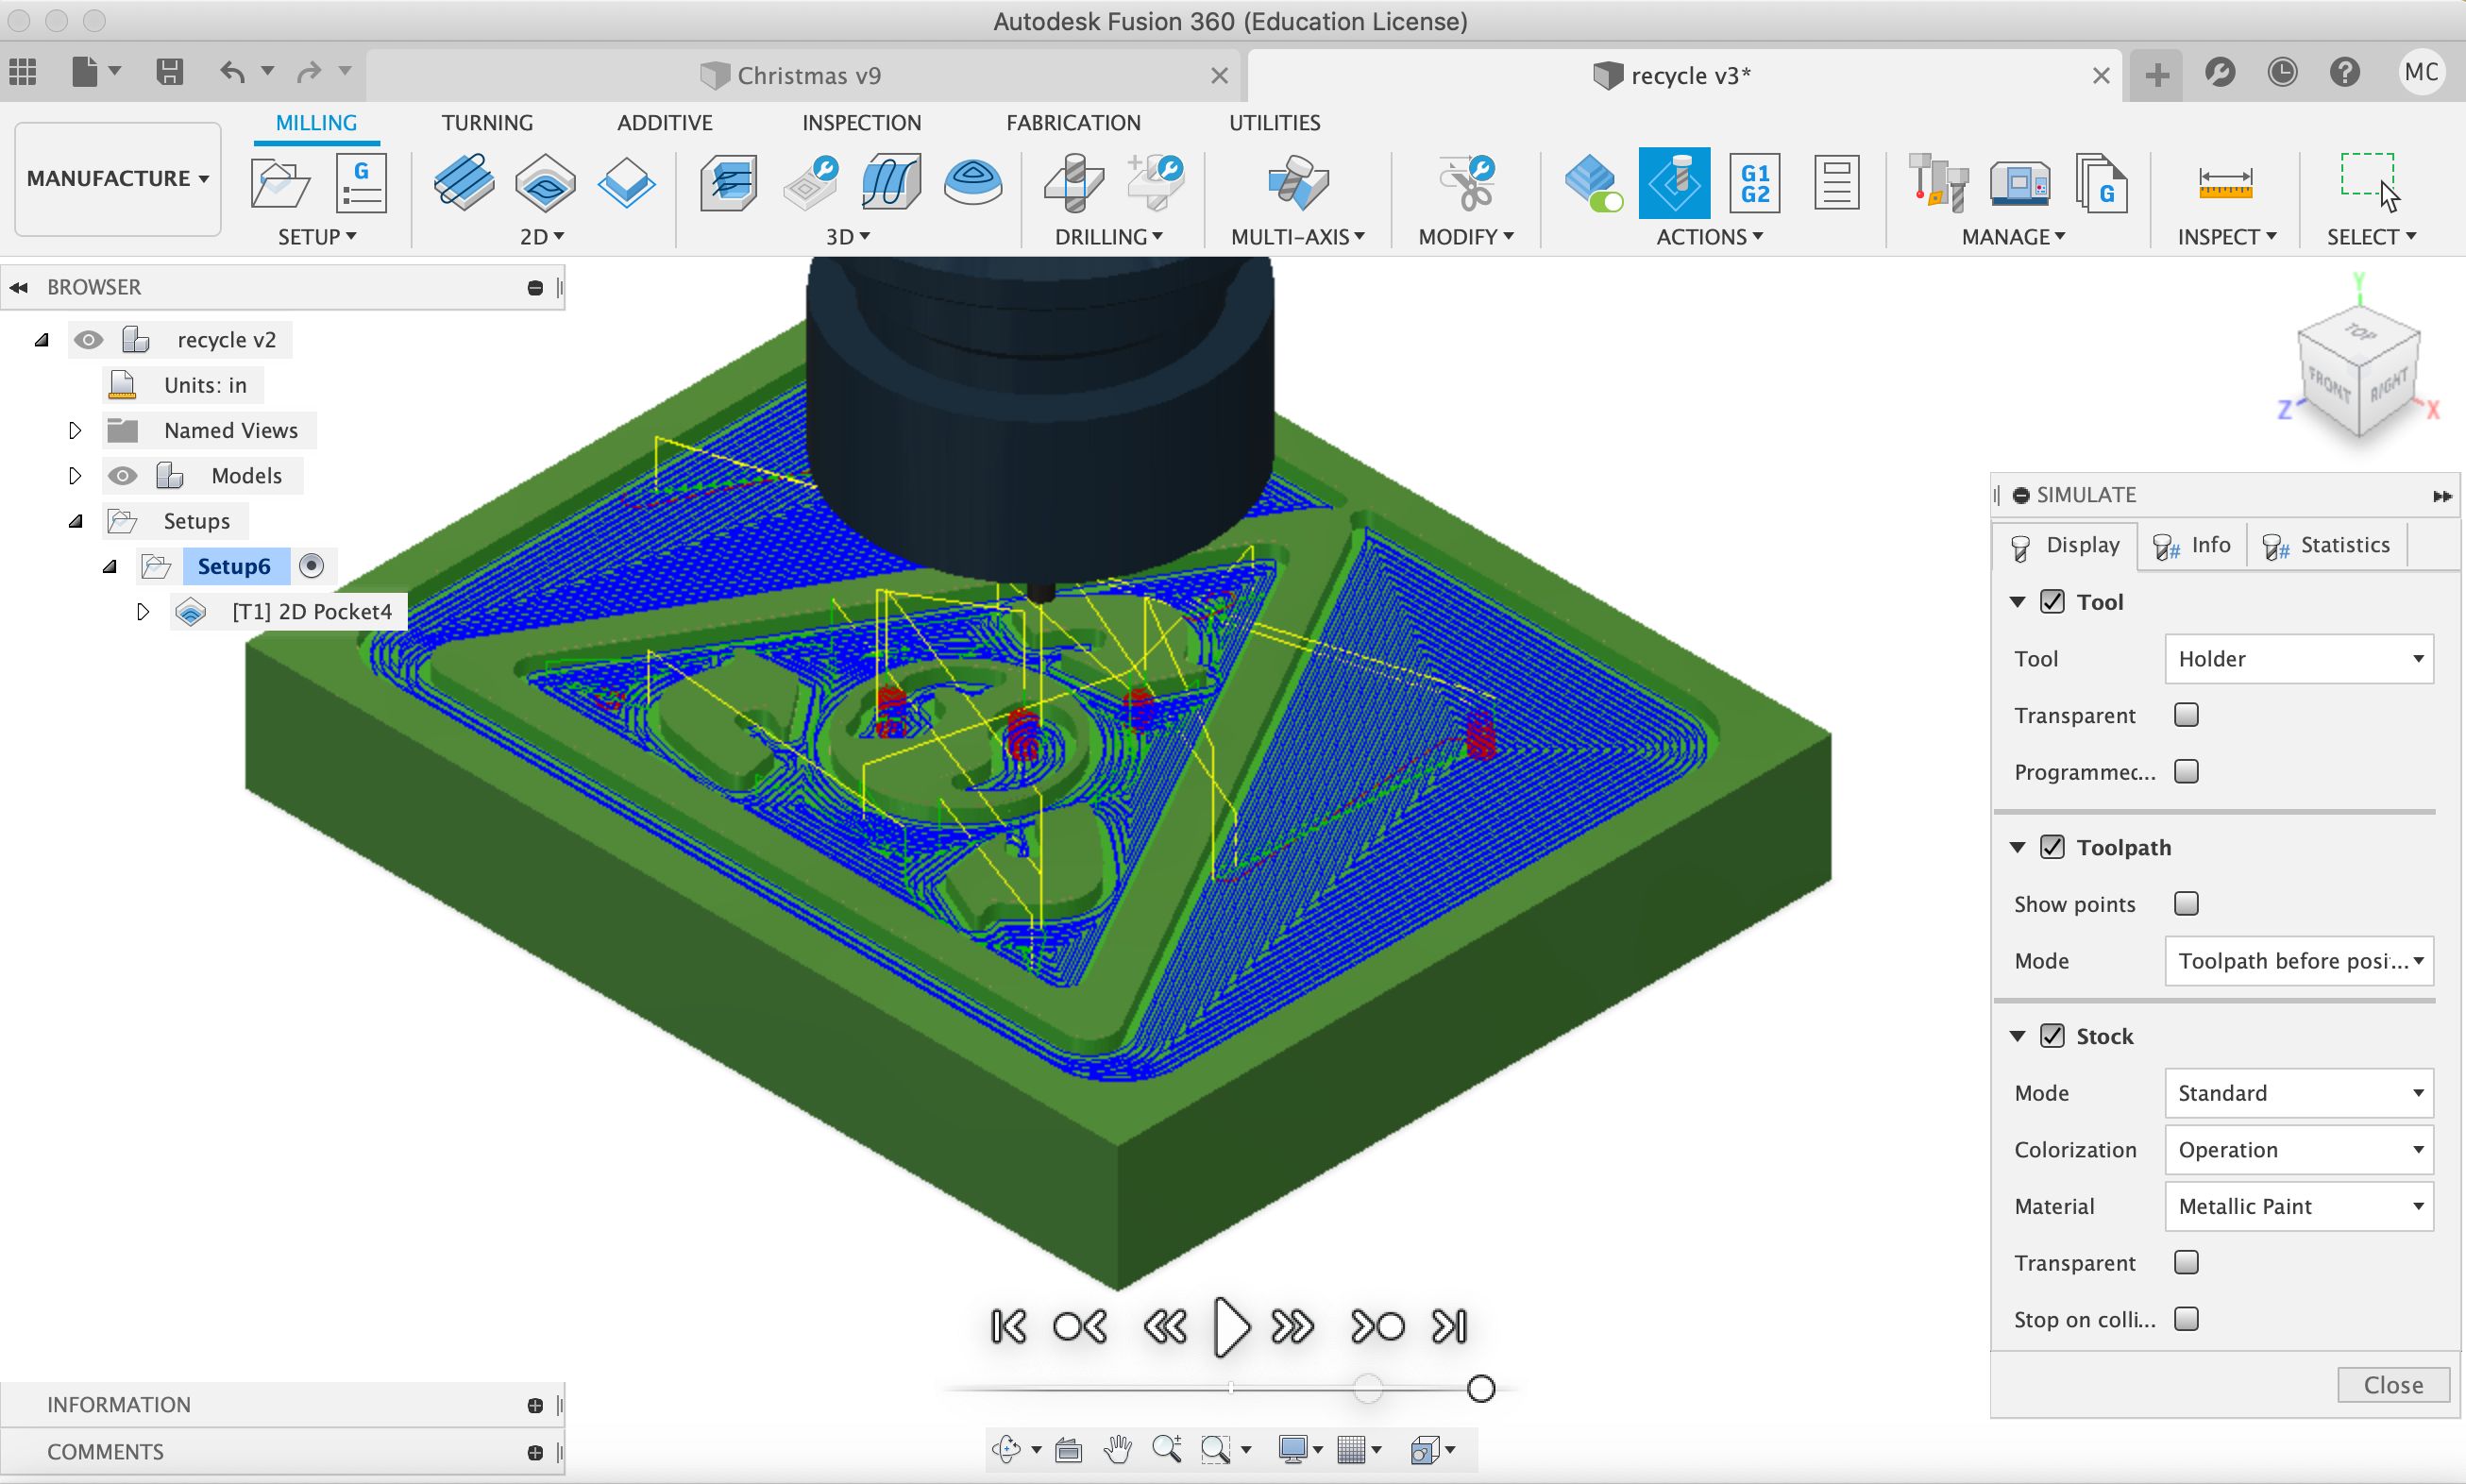 Autodesk Fusion 360 (Education License)
Christmas v9
recycle v3*
MC
MANUFACTURE
MILLING
TURNING
ADDITIVE
INSPECTION
FABRICATION
UTILITIES
G
G1
G2
G
SETUP
2D
3D
DRILLING
MULTI-AXIS
MODIFY
ACTIONS
MANAGE
INSPECT
SELECT
BROWSER
recycle v2
Units: in
Named Views
Models
Setups
Setup6
[T1] 2D Pocket4
Y
TOP
FRONT
RIGHT
Z
X
SIMULATE
Display
Info
Statistics
Tool
Tool
Holder
Transparent
Programmec...
Toolpath
Show points
Mode
Toolpath before posi...
Stock
Mode
Standard
Colorization
Operation
Material
Metallic Paint
Transparent
Stop on colli...
Close
INFORMATION
COMMENTS